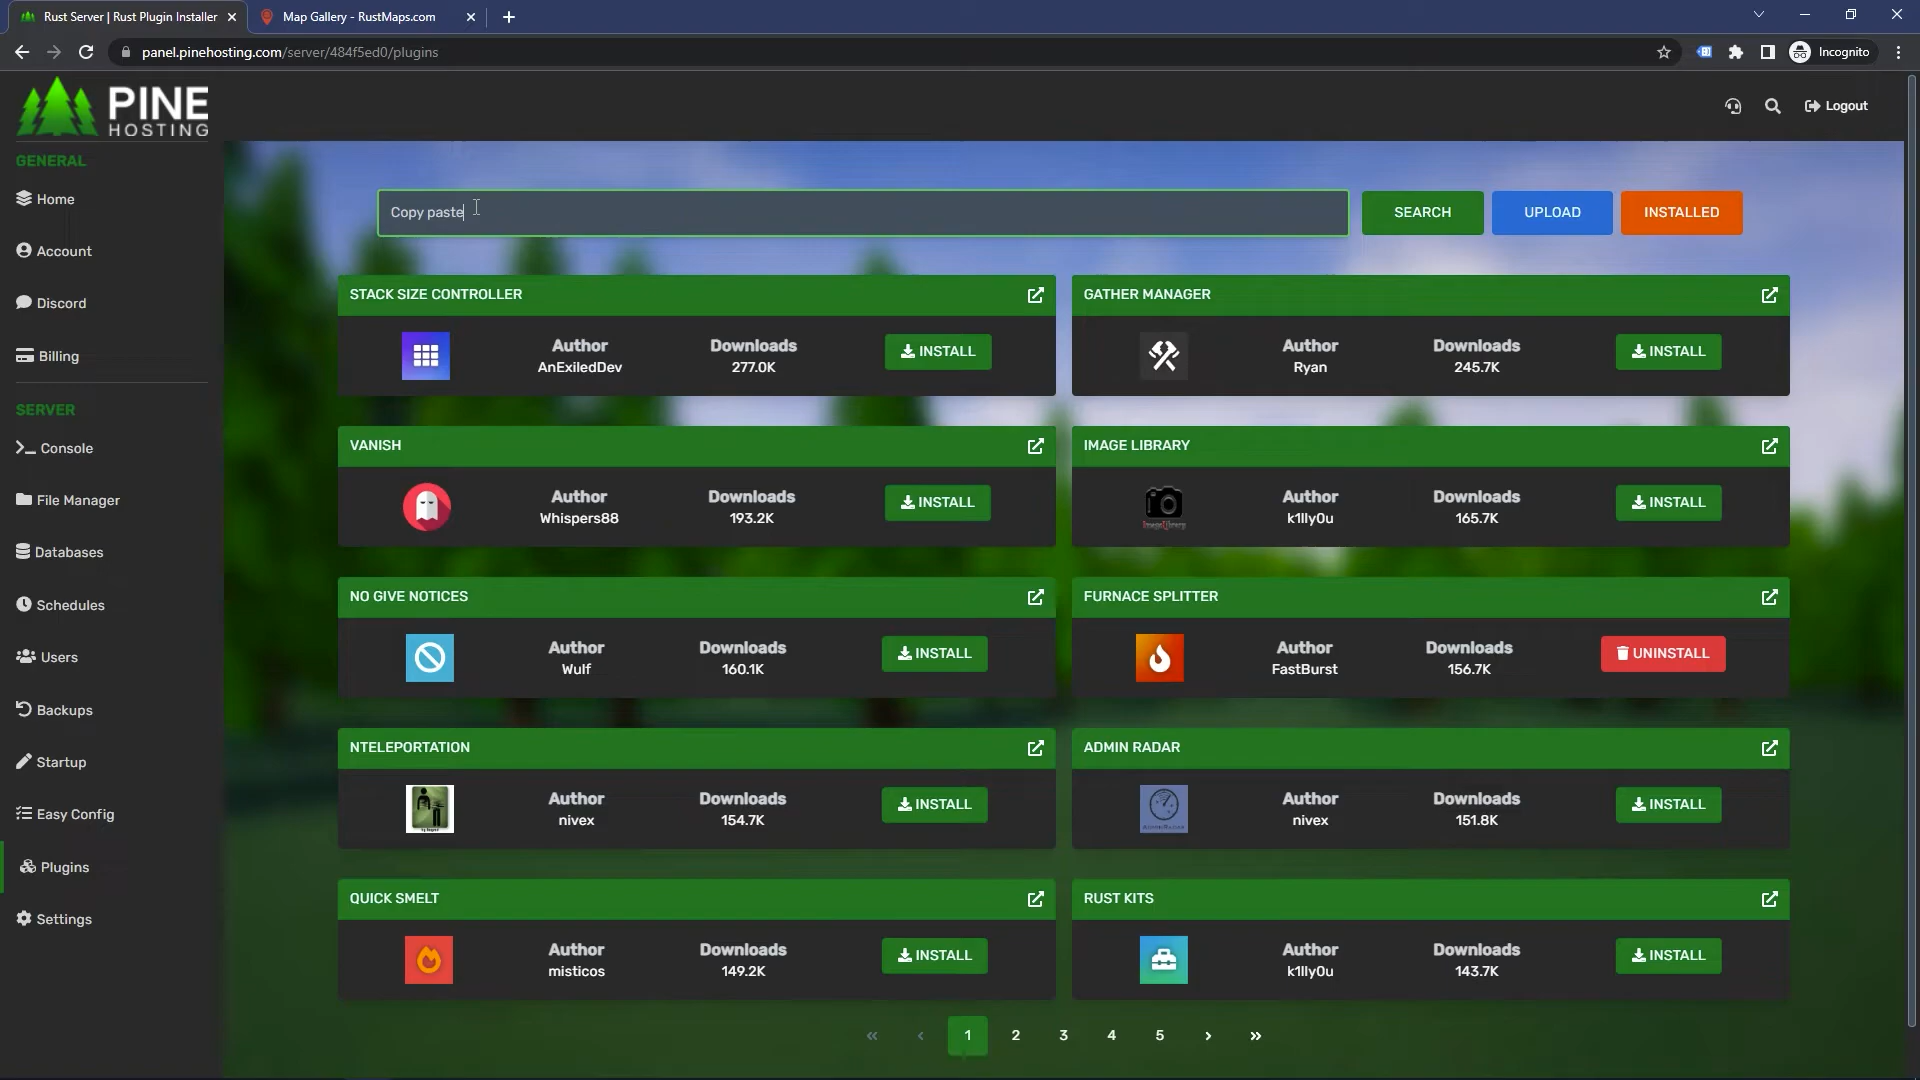 Rust Server | Rust Plugin Installer
Map Gallery - RustMaps.com
panel.pinehosting.com/server/484f5ed0/plugins
Incognito
PINE
HOSTING
Logout
GENERAL
Home
Account
Discord
Billing
SERVER
Console
File Manager
Databases
Schedules
Users
Backups
Startup
Easy Config
Plugins
Settings
Copy paste
SEARCH
UPLOAD
INSTALLED
STACK SIZE CONTROLLER
Author
AnExiledDev
Downloads
277.0K
INSTALL
GATHER MANAGER
Author
Ryan
Downloads
245.7K
INSTALL
VANISH
Author
Whispers88
Downloads
193.2K
INSTALL
IMAGE LIBRARY
Author
k1lly0u
Downloads
165.7K
INSTALL
NO GIVE NOTICES
Author
Wulf
Downloads
160.1K
INSTALL
FURNACE SPLITTER
Author
FastBurst
Downloads
156.7K
UNINSTALL
NTELEPORTATION
Author
nivex
Downloads
154.7K
INSTALL
ADMIN RADAR
Author
nivex
Downloads
151.8K
INSTALL
QUICK SMELT
Author
misticos
Downloads
149.2K
INSTALL
RUST KITS
Author
k1lly0u
Downloads
143.7K
INSTALL
« ‹ 1 2 3 4 5 › »